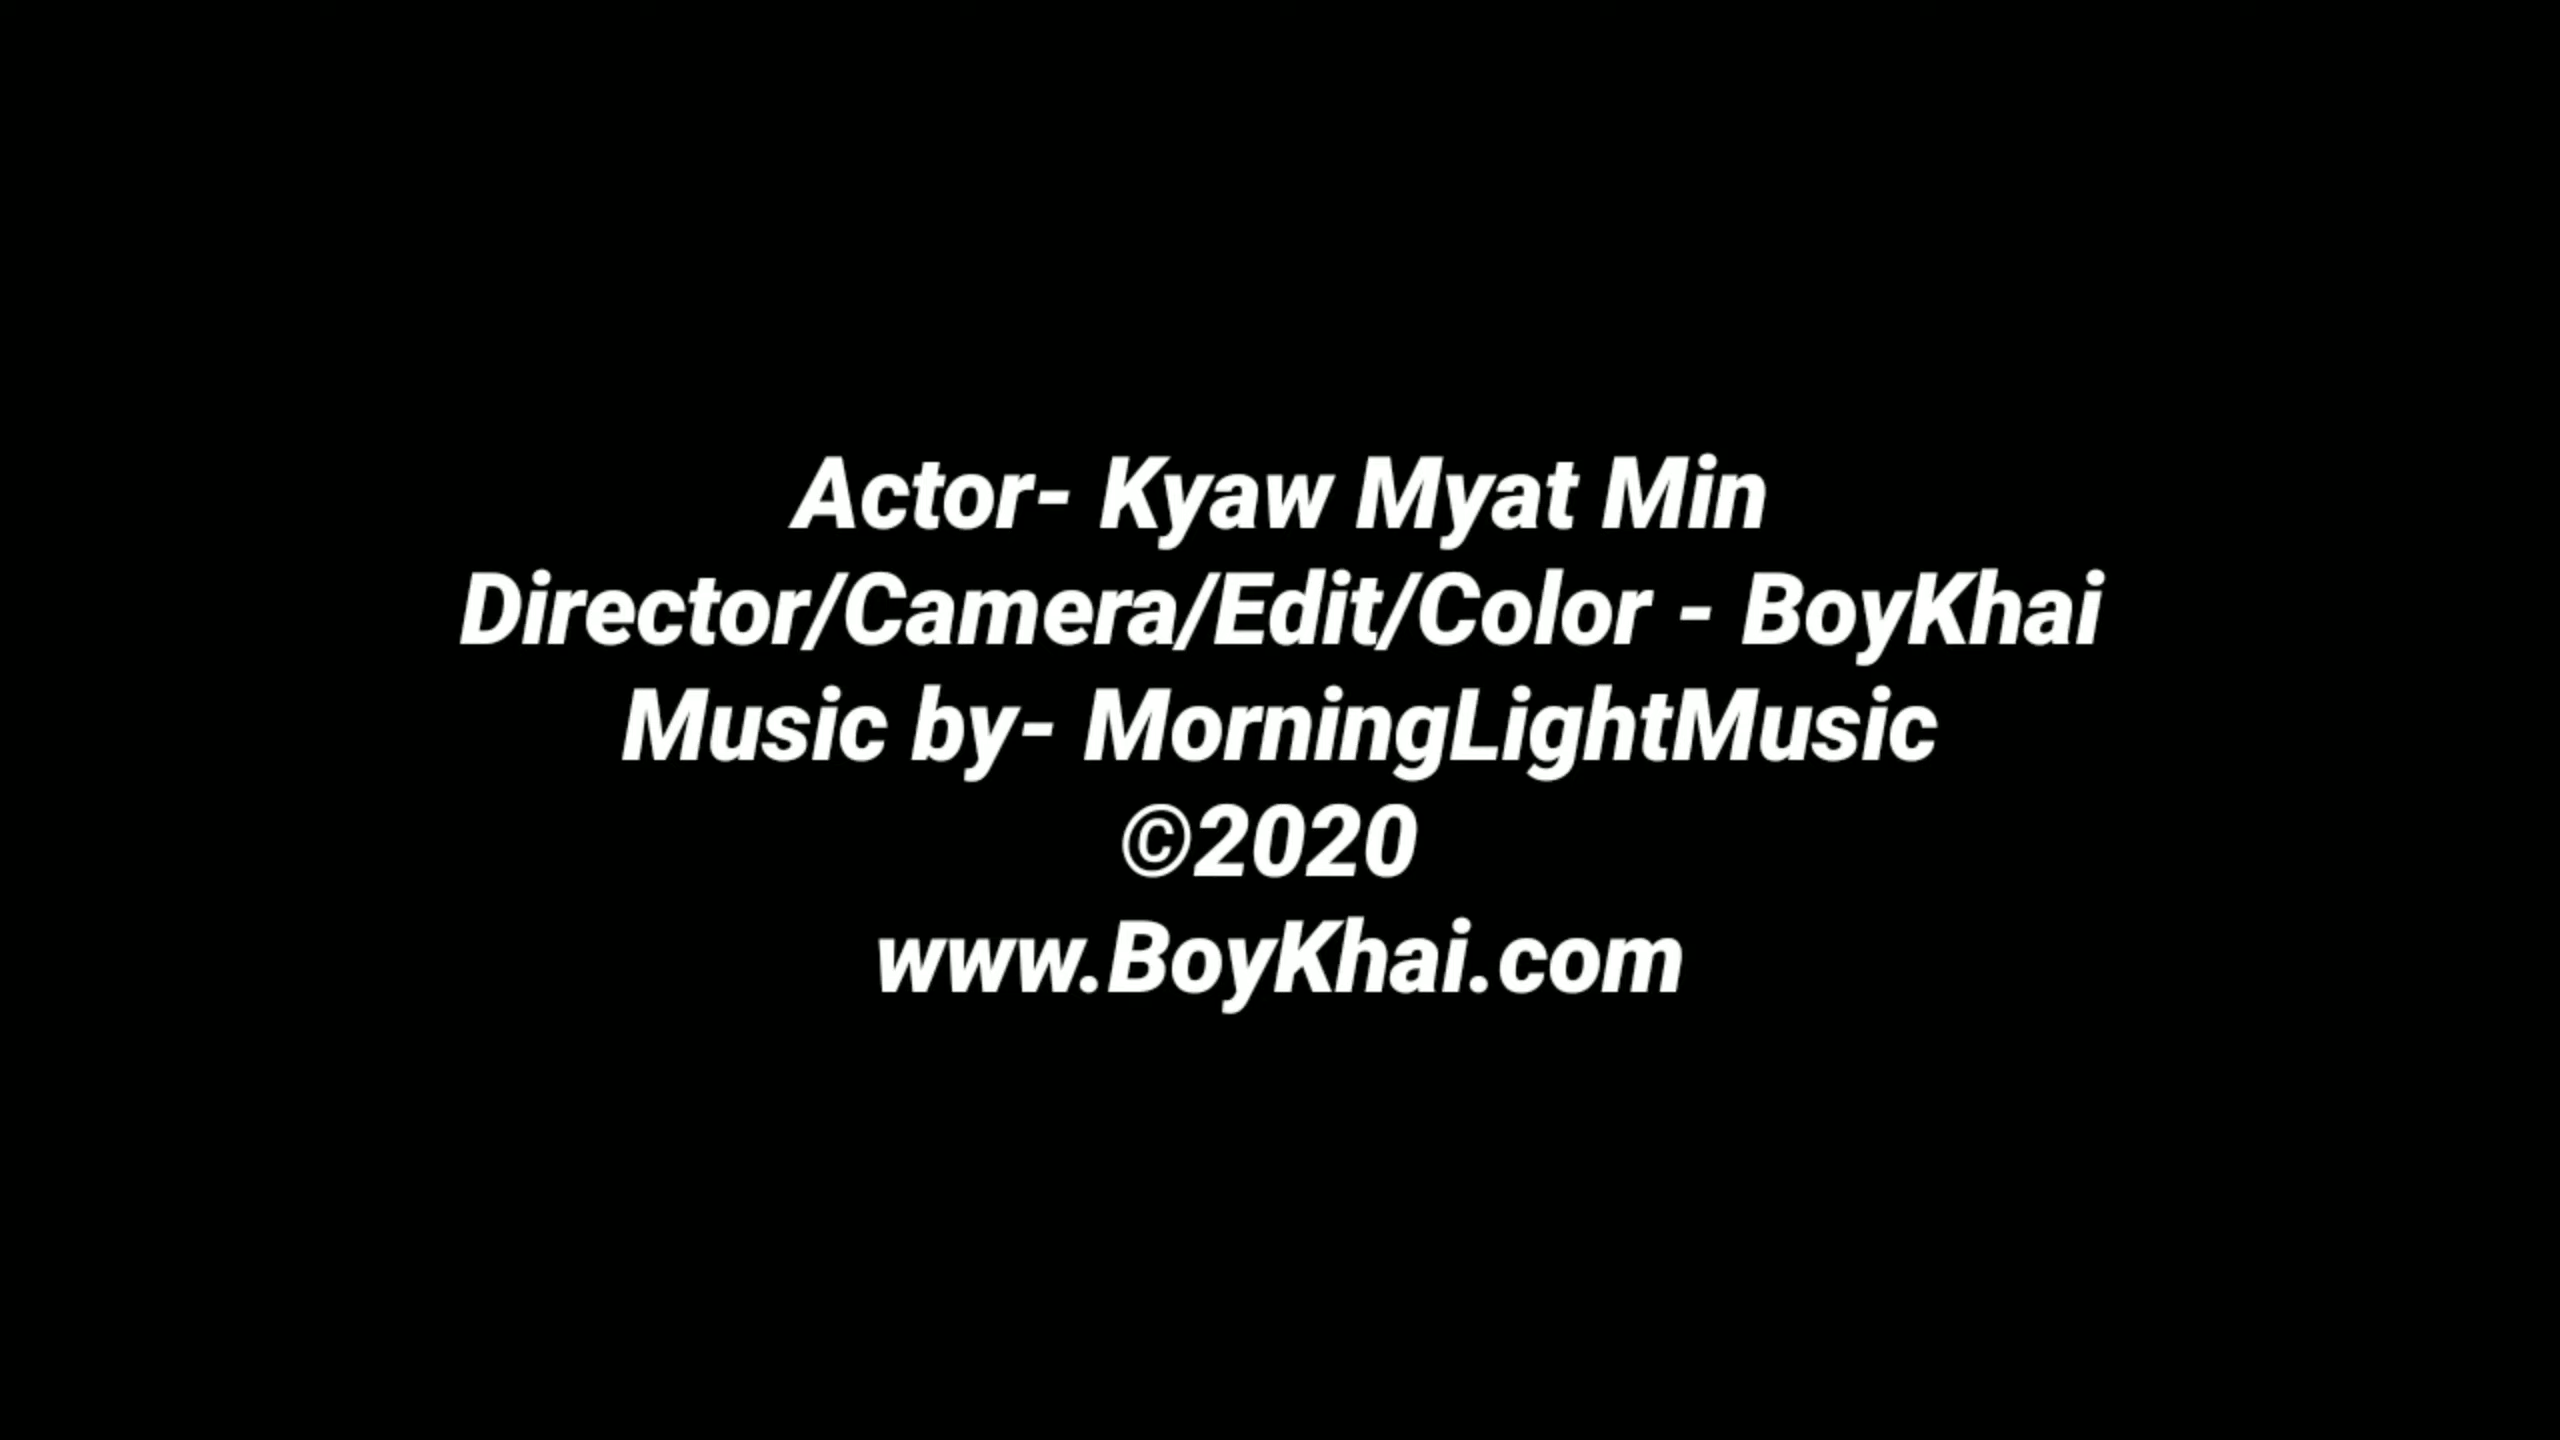 Actor- Kyaw Myat Min
Director/Camera/Edit/Color - BoyKhai
Music by- MorningLightMusic
©2020
www.BoyKhai.com